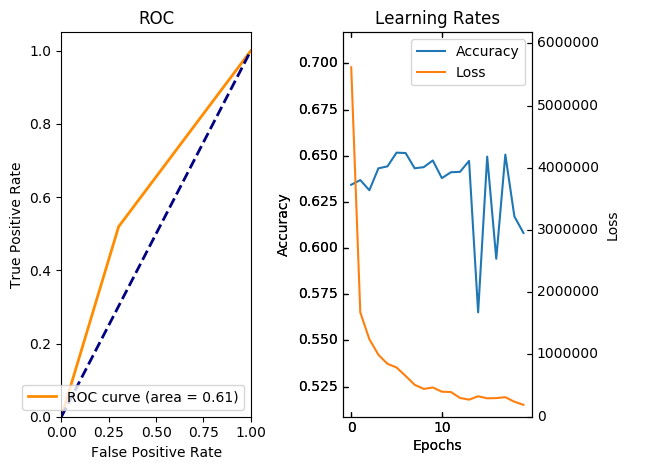 ROC
1.0
0.8
0.6
0.4
0.2
0.0
True Positive Rate
ROC curve (area = 0.61)
0.00 0.25 0.50 0.75 1.00
False Positive Rate
Learning Rates
Accuracy
Loss
0.700
0.675
0.650
0.625
0.600
0.575
0.550
0.525
Accuracy
6000000
5000000
4000000
3000000
2000000
1000000
0
Loss
0 10
Epochs